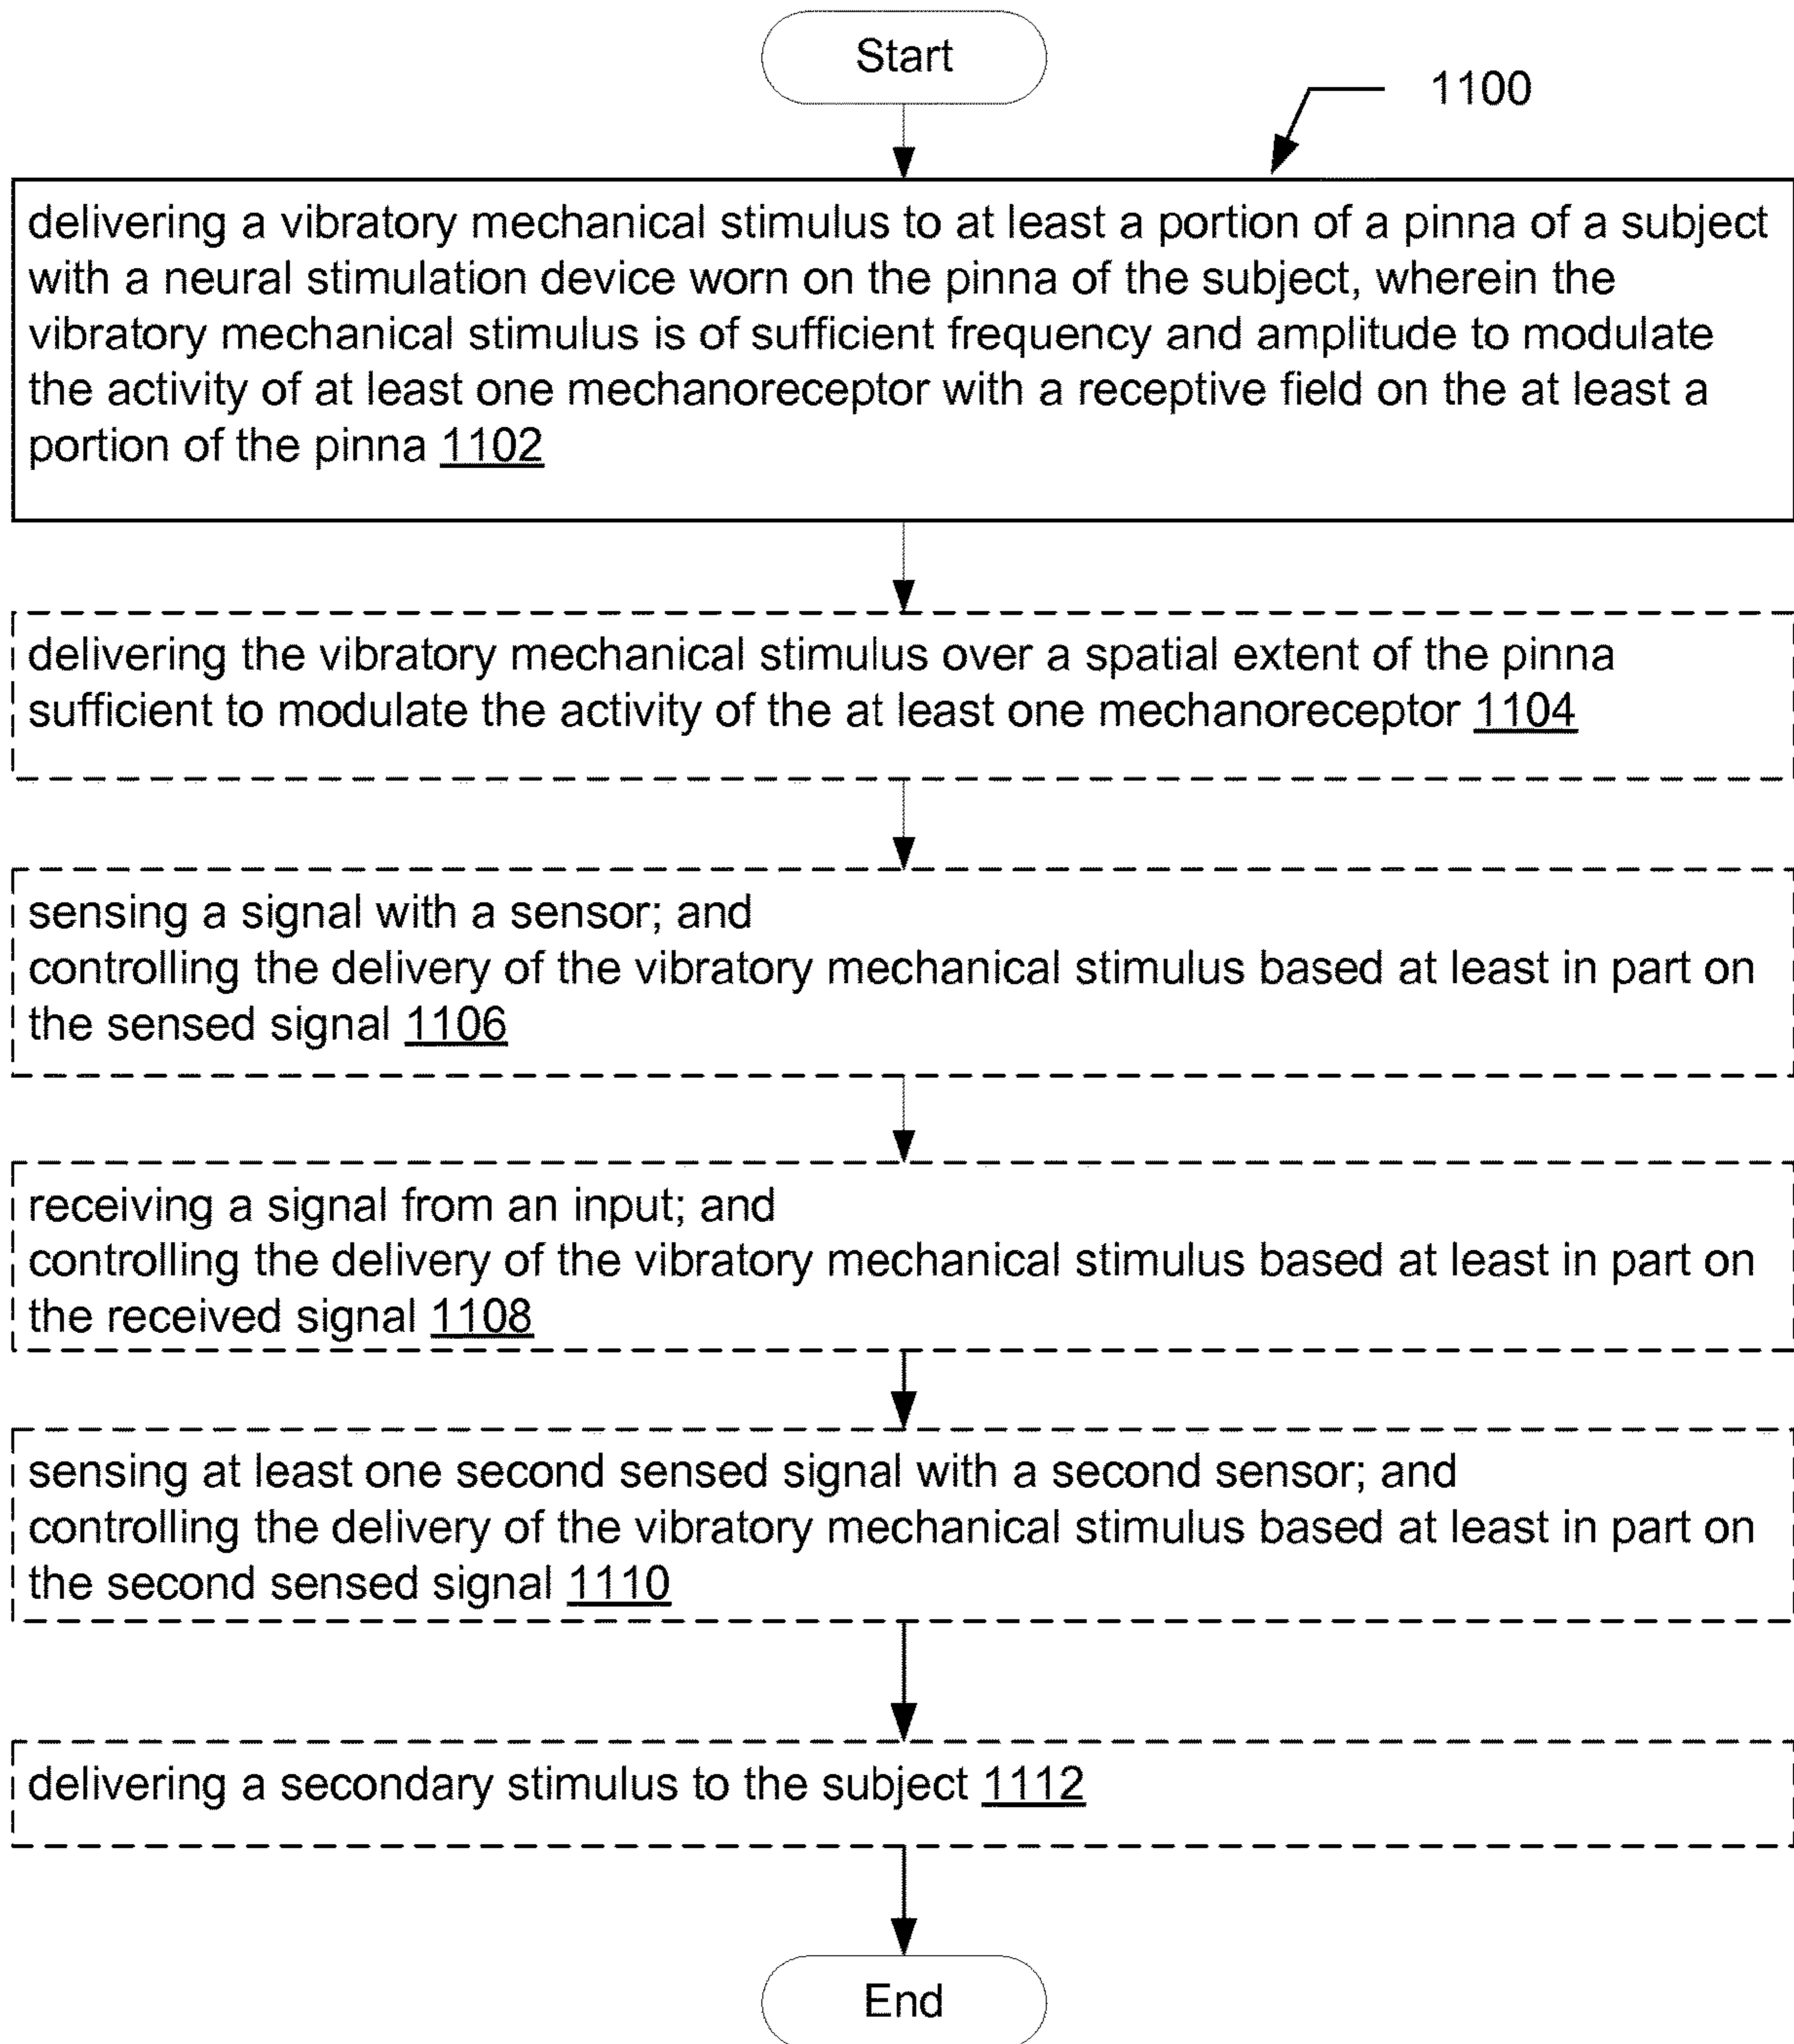 Start
1100
delivering a vibratory mechanical stimulus to at least a portion of a pinna of a subject
with a neural stimulation device worn on the pinna of the subject, wherein the
vibratory mechanical stimulus is of sufficient frequency and amplitude to modulate
the activity of at least one mechanoreceptor with a receptive field on the at least a
portion of the pinna 1102
delivering the vibratory mechanical stimulus over a spatial extent of the pinna
sufficient to modulate the activity of the at least one mechanoreceptor 1104
sensing a signal with a sensor; and
controlling the delivery of the vibratory mechanical stimulus based at least in part on
the sensed signal 1106
receiving a signal from an input; and
controlling the delivery of the vibratory mechanical stimulus based at least in part on
the received signal 1108
sensing at least one second sensed signal with a second sensor; and
controlling the delivery of the vibratory mechanical stimulus based at least in part on
the second sensed signal 1110
delivering a secondary stimulus to the subject 1112
End